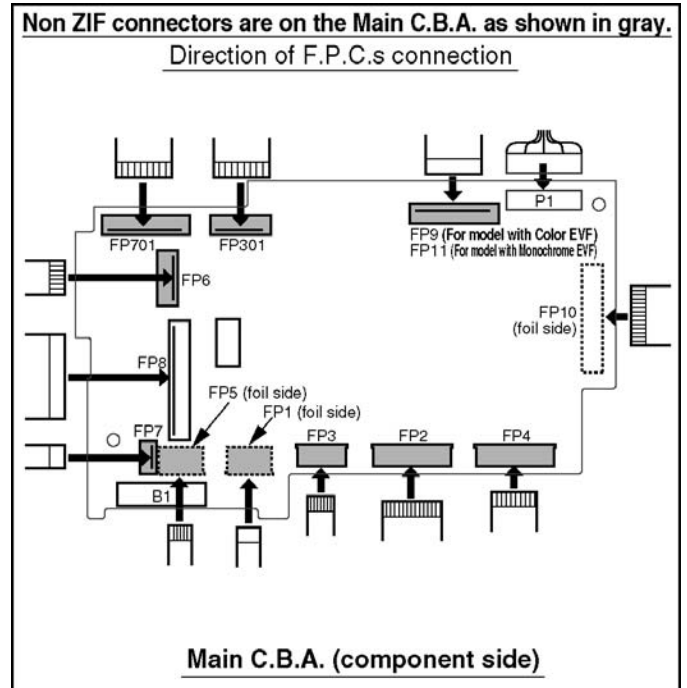 Non ZIF connectors are on the Main C.B.A. as shown in gray.
Direction of F.P.C.s connection
P1
FP701
FP301
FP9 (For model with Color EVF)
FP11 (For model with Monochrome EVF)
FP6
FP10
(foil side)
FP8
FP5 (foil side)
FP1 (foil side)
FP7
FP3
FP2
FP4
B1
Main C.B.A. (component side)